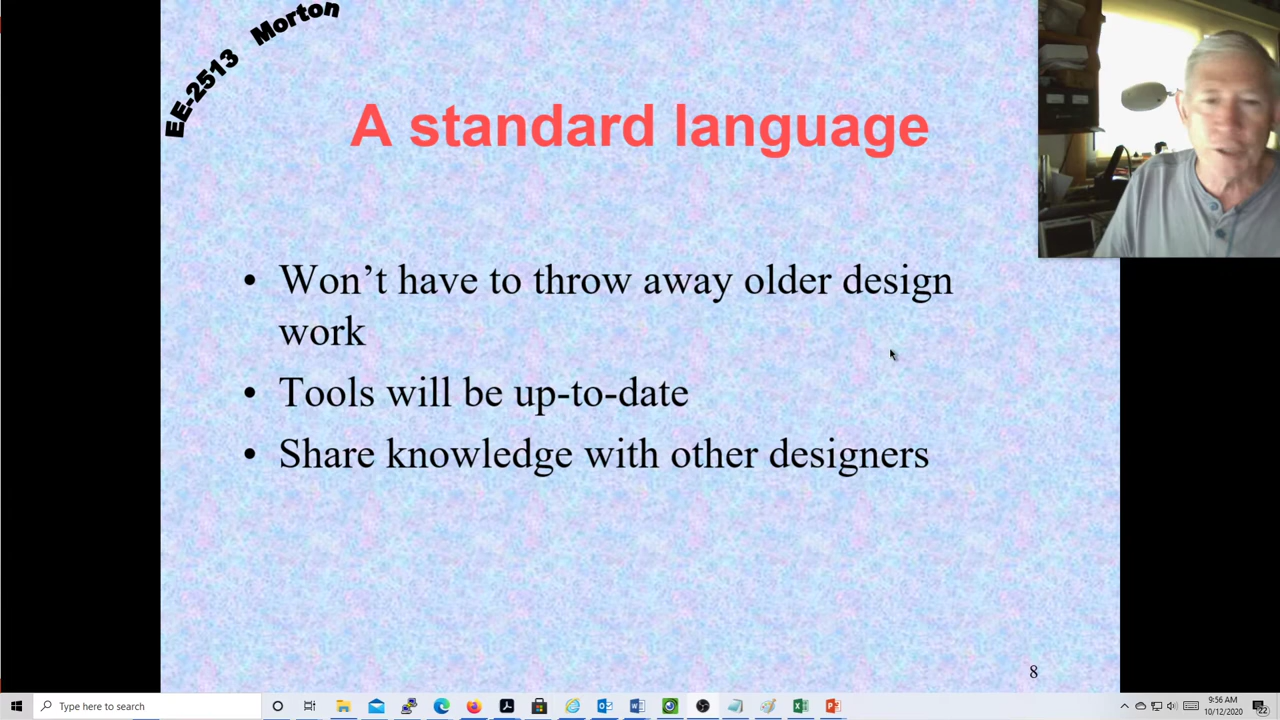 EE-2513 Morton
A standard language
• Won’t have to throw away older design
work
• Tools will be up-to-date
• Share knowledge with other designers
8
Type here to search
9:56 AM
10/12/2020
22